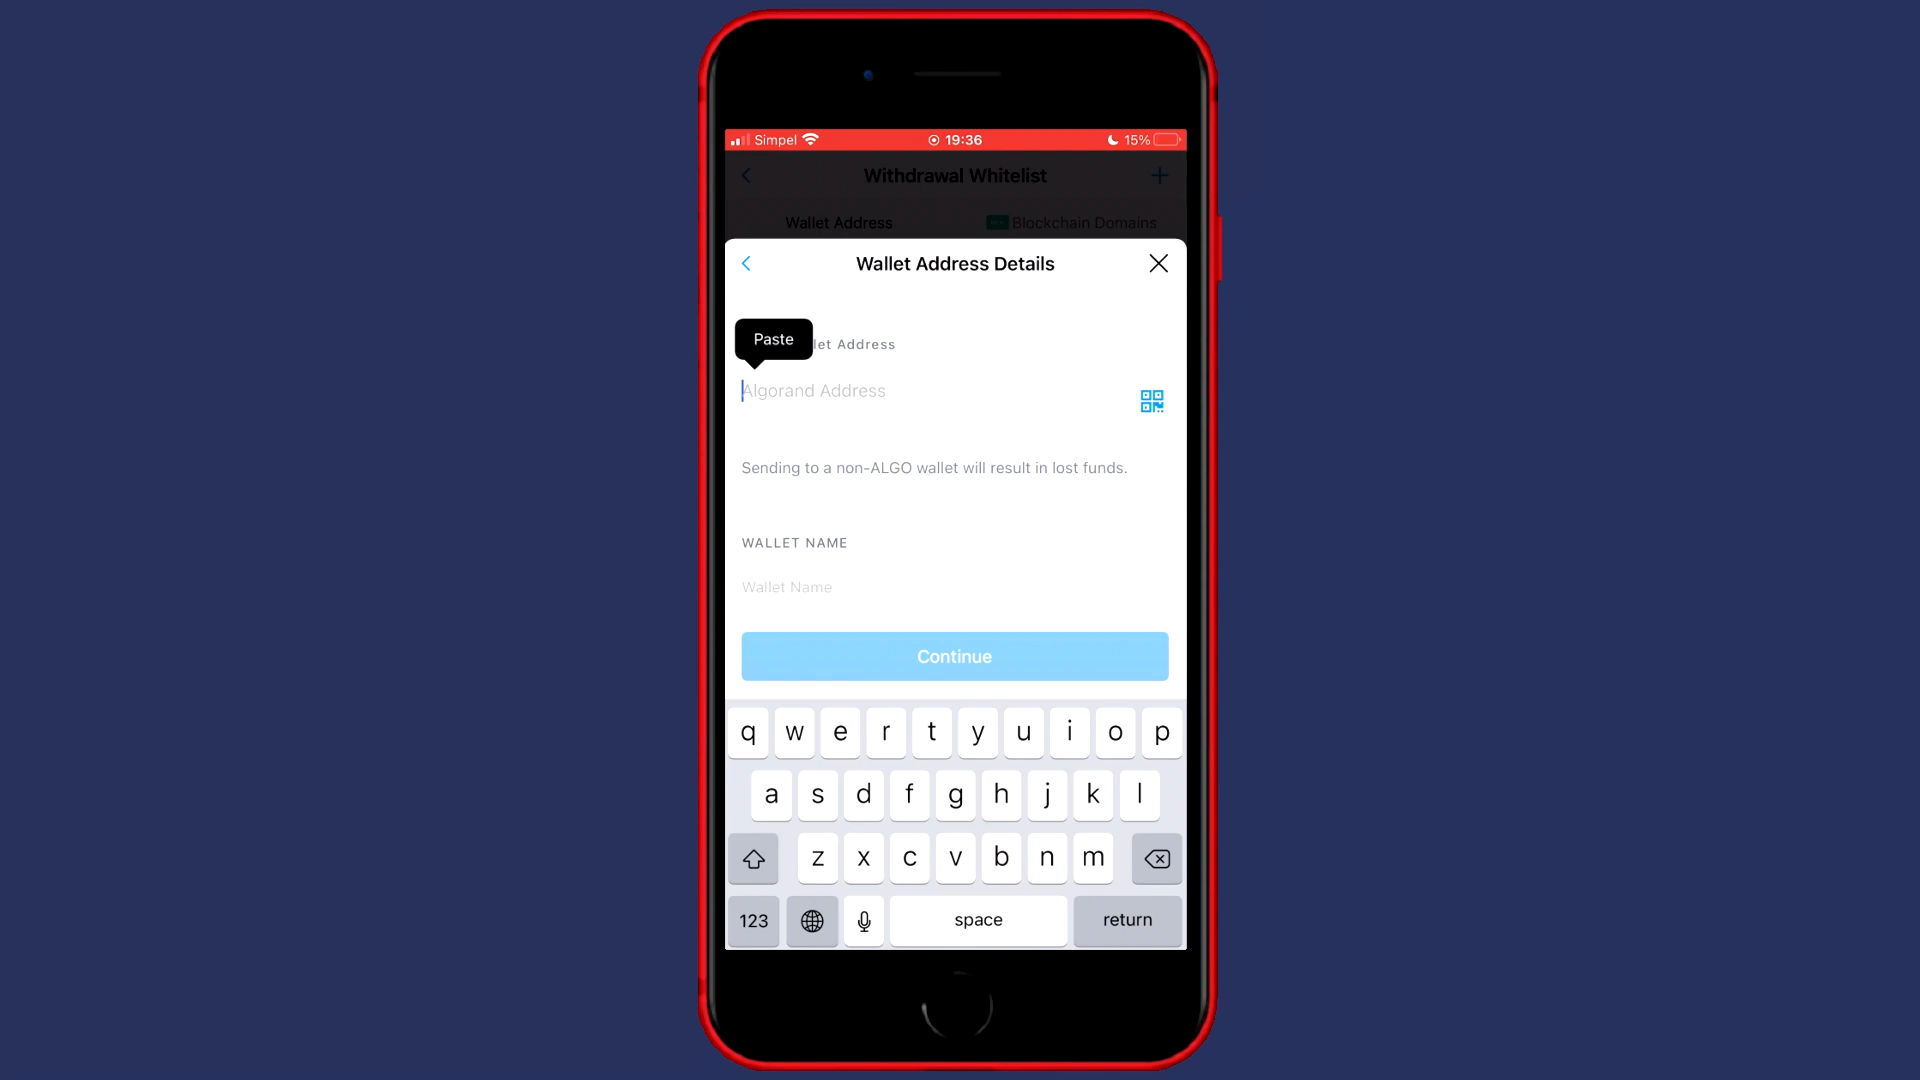 Simpel 19:36 15%
Withdrawal Whitelist
Wallet Address Blockchain Domains
Wallet Address Details
Paste
let Address
Algorand Address
Sending to a non-ALGO wallet will result in lost funds.
WALLET NAME
Wallet Name
Continue
q w e r t y u i o p
a s d f g h j k l
z x c v b n m
123 space return